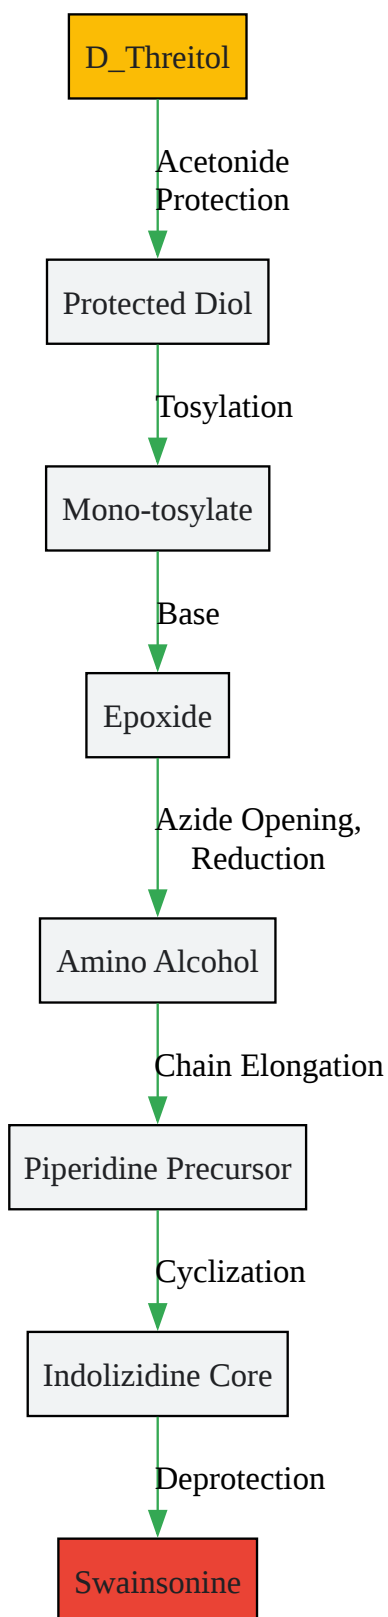 D_Threitol
Acetonide
Protection
Protected Diol
Tosylation
Mono-tosylate
Base
Epoxide
Azide Opening,
Reduction
Amino Alcohol
Chain Elongation
Piperidine Precursor
Cyclization
Indolizidine Core
Deprotection
Swainsonine